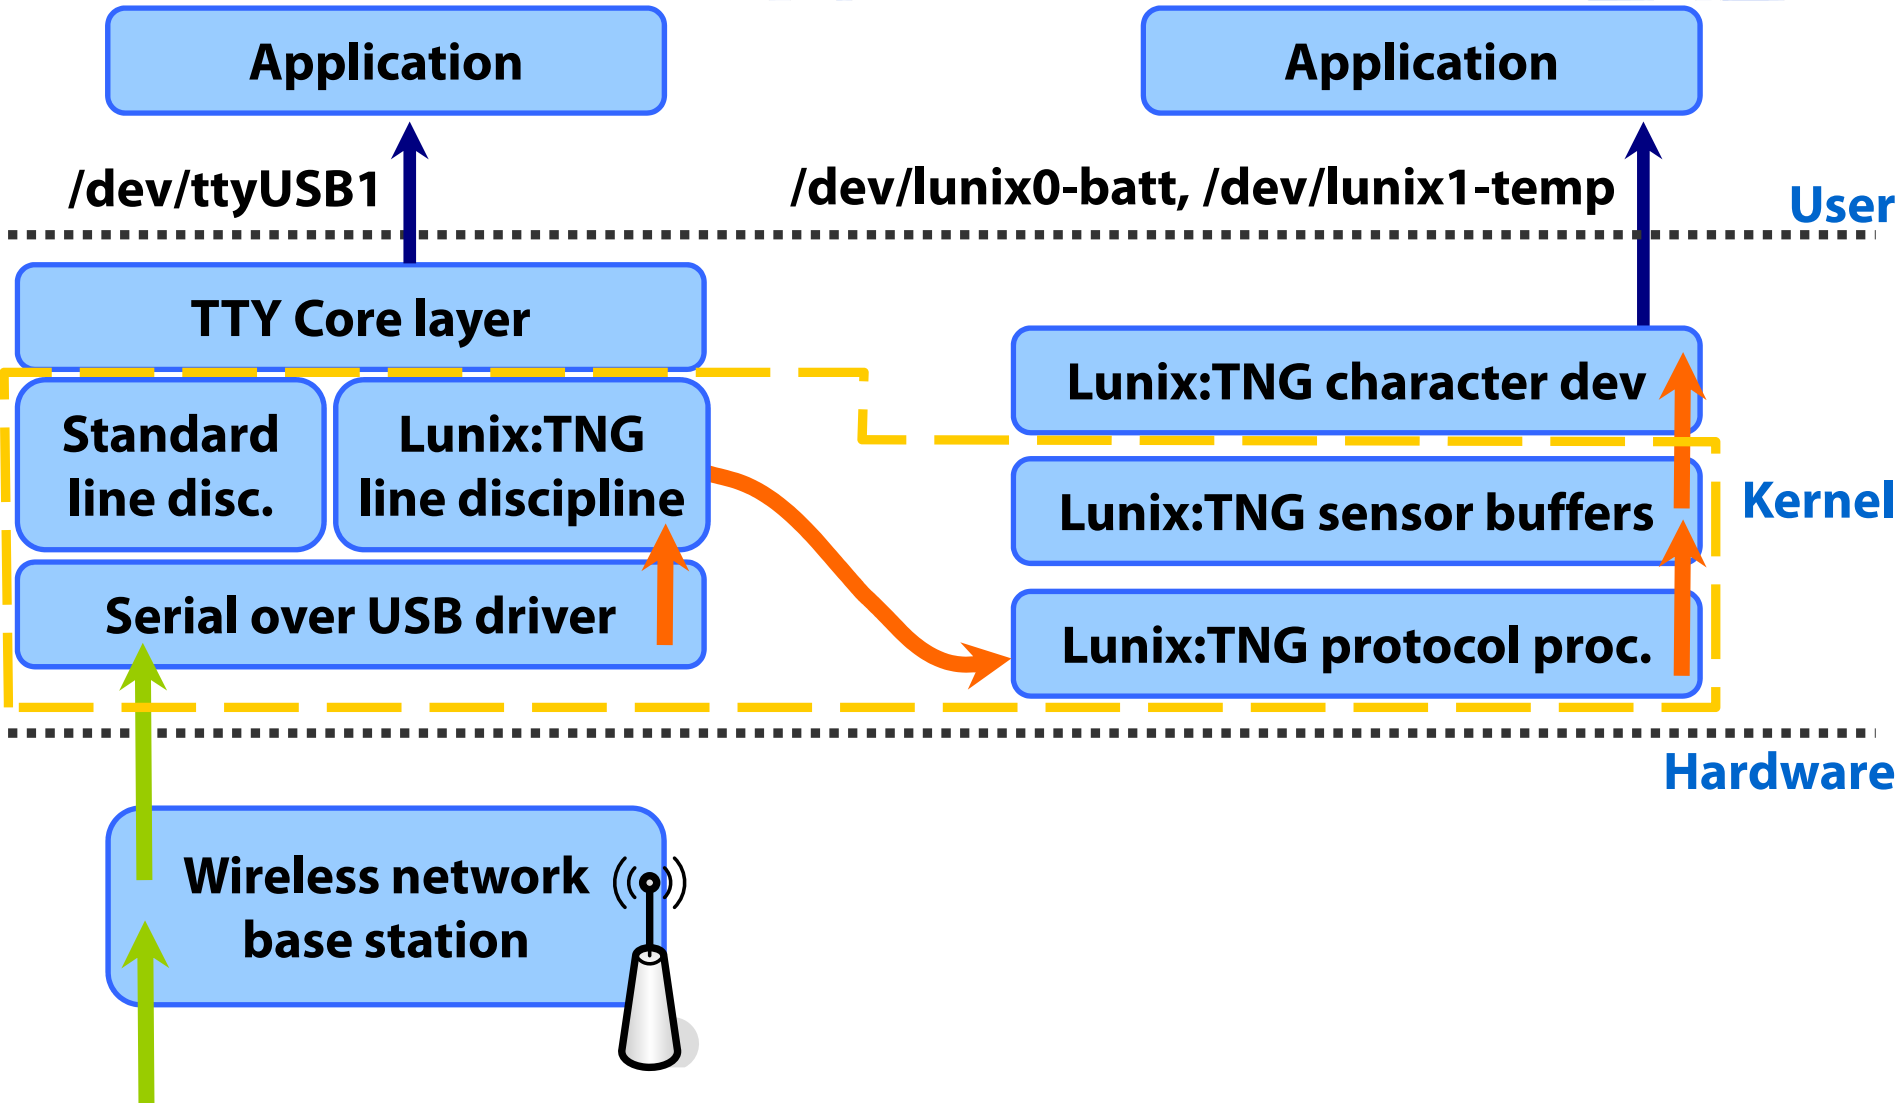 Application
Application
/dev/ttyUSB1
/dev/lunix0-batt, /dev/lunix1-temp
User
TTY Core layer
Standard
line disc.
Lunix:TNG
line discipline
Serial over USB driver
Lunix:TNG character dev
Lunix:TNG sensor buffers
Lunix:TNG protocol proc.
Kernel
Hardware
Wireless network
base station